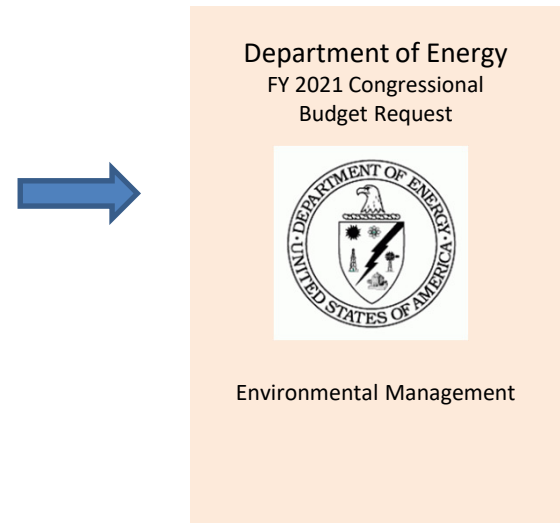 Department of Energy
FY 2021 Congressional
Budget Request
DEPARTMENT OF ENERGY
UNITED STATES OF AMERICA
Environmental Management